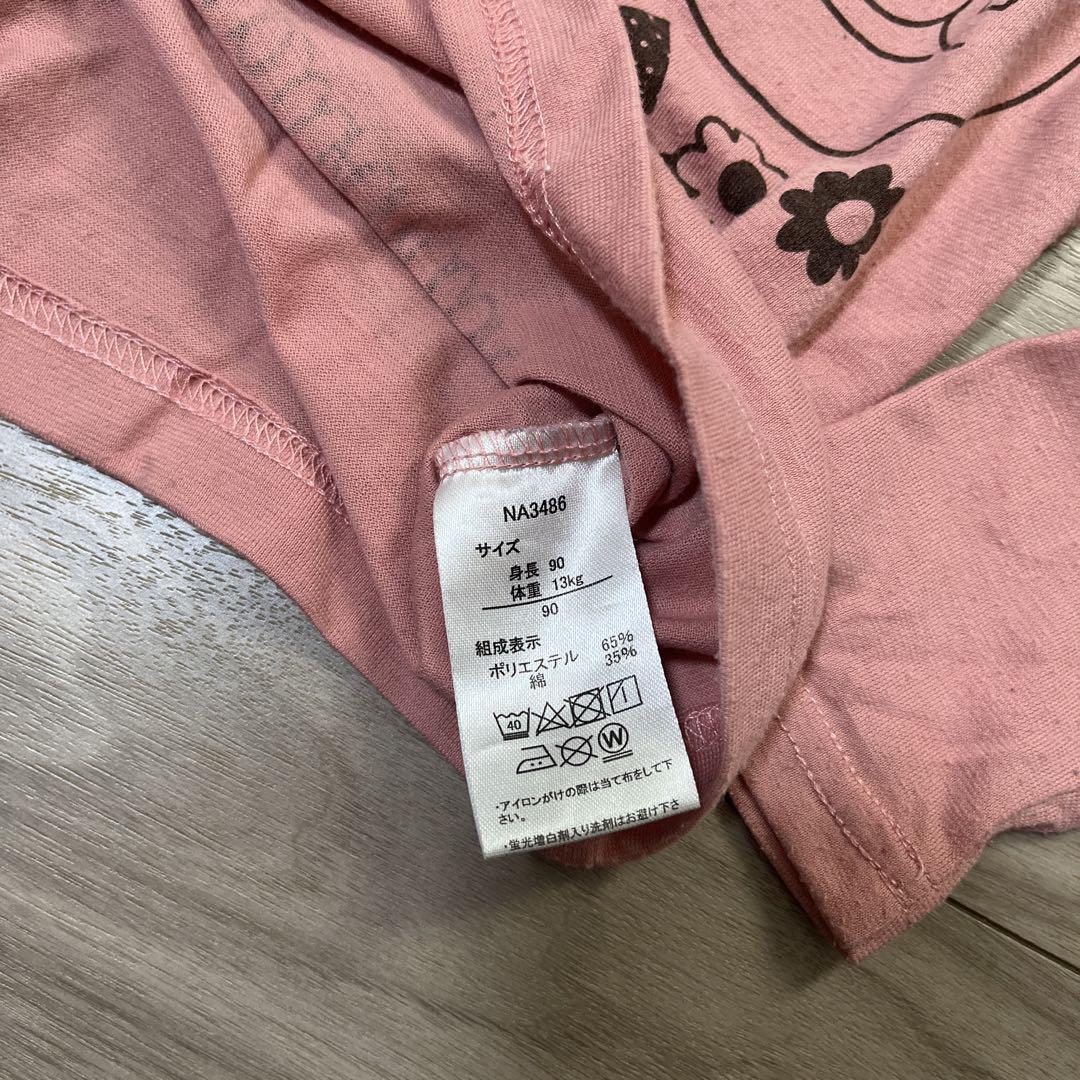 NA3486
サイズ
身長 90
体重 13kg
90
組成表示
ポリエステル 65%
綿 35%
40
W
・アイロンがけの際は当て布をして下
さい。
・蛍光増白剤入り洗剤はお避け下さ